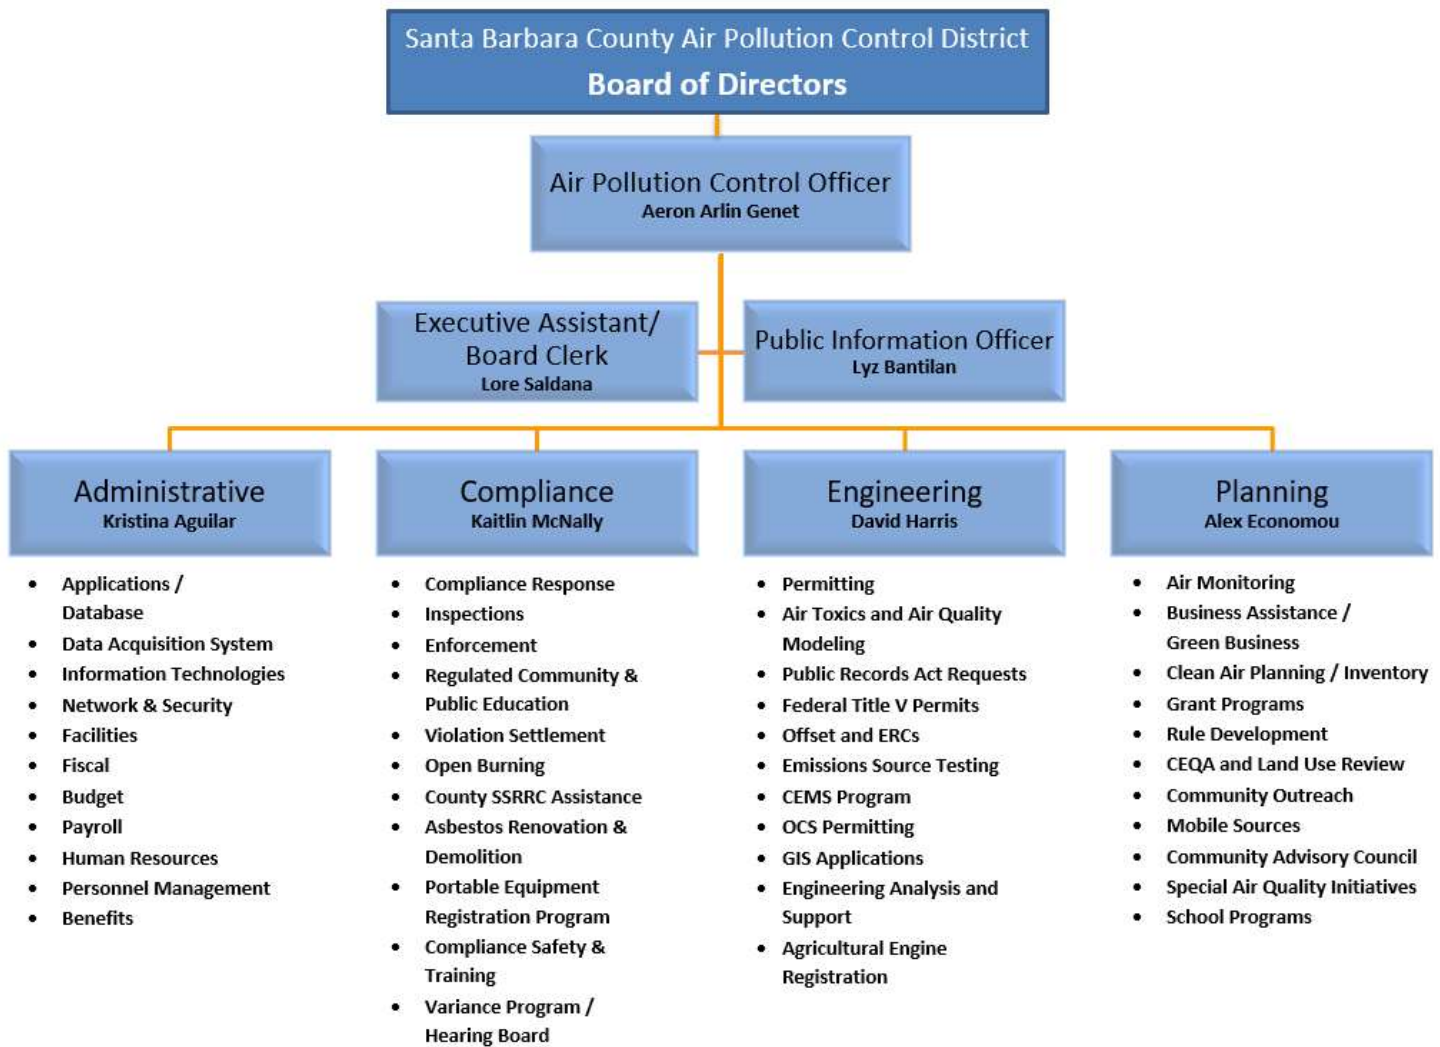 Santa Barbara County Air Pollution Control District
Board of Directors
Air Pollution Control Officer
Aeron Arlin Genet
Executive Assistant/
Board Clerk
Lore Saldana
Public Information Officer
Lyz Bantilan
Administrative
Kristina Aguilar
• Applications /
Database
• Data Acquisition System
• Information Technologies
• Network & Security
• Facilities
• Fiscal
• Budget
• Payroll
• Human Resources
• Personnel Management
• Benefits
Compliance
Kaitlin McNally
• Compliance Response
• Inspections
• Enforcement
• Regulated Community &
Public Education
• Violation Settlement
• Open Burning
• County SSRRC Assistance
• Asbestos Renovation &
Demolition
• Portable Equipment
Registration Program
• Compliance Safety &
Training
• Variance Program /
Hearing Board
Engineering
David Harris
• Permitting
• Air Toxics and Air Quality
Modeling
• Public Records Act Requests
• Federal Title V Permits
• Offset and ERCs
• Emissions Source Testing
• CEMS Program
• OCS Permitting
• GIS Applications
• Engineering Analysis and
Support
• Agricultural Engine
Registration
Planning
Alex Economou
• Air Monitoring
• Business Assistance /
Green Business
• Clean Air Planning / Inventory
• Grant Programs
• Rule Development
• CEQA and Land Use Review
• Community Outreach
• Mobile Sources
• Community Advisory Council
• Special Air Quality Initiatives
• School Programs